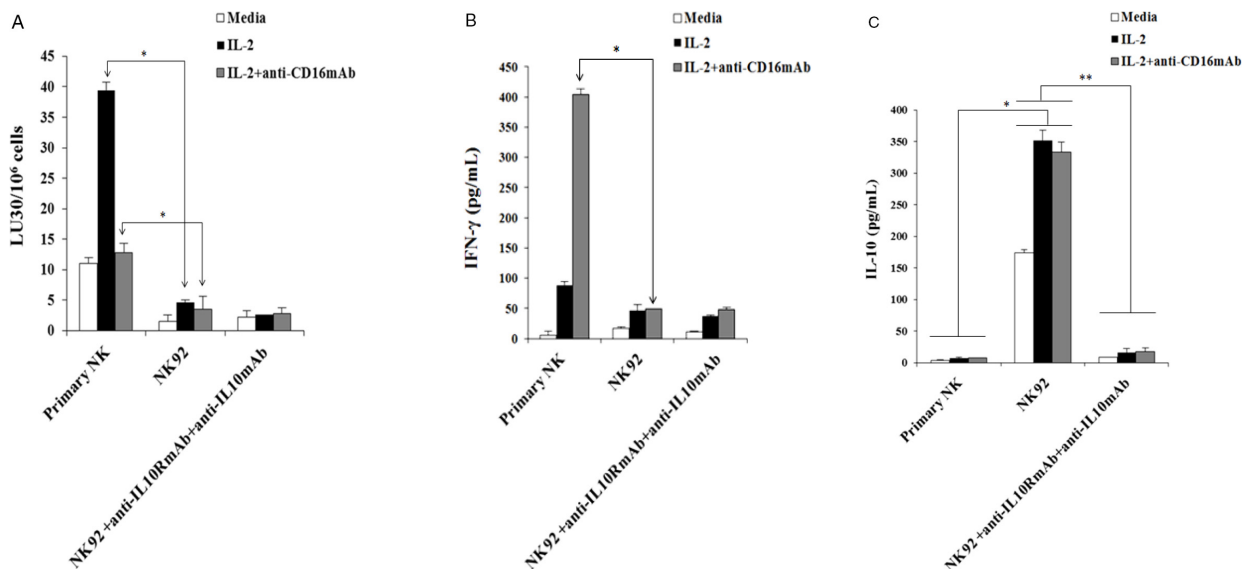 A
Media
IL-2
IL-2+anti-CD16mAb
LU30/10⁶ cells
45
40
35
30
25
20
15
10
5
0
*
*
Primary NK
NK92
NK92+anti-IL10RmAb+anti-IL10mAb
B
Media
IL-2
IL-2+anti-CD16mAb
IFN-γ (pg/mL)
450
400
350
300
250
200
150
100
50
0
*
Primary NK
NK92
NK92+anti-IL10RmAb+anti-IL10mAb
C
Media
IL-2
IL-2+anti-CD16mAb
IL-10 (pg/mL)
400
350
300
250
200
150
100
50
0
*
**
Primary NK
NK92
NK92+anti-IL10RmAb+anti-IL10mAb